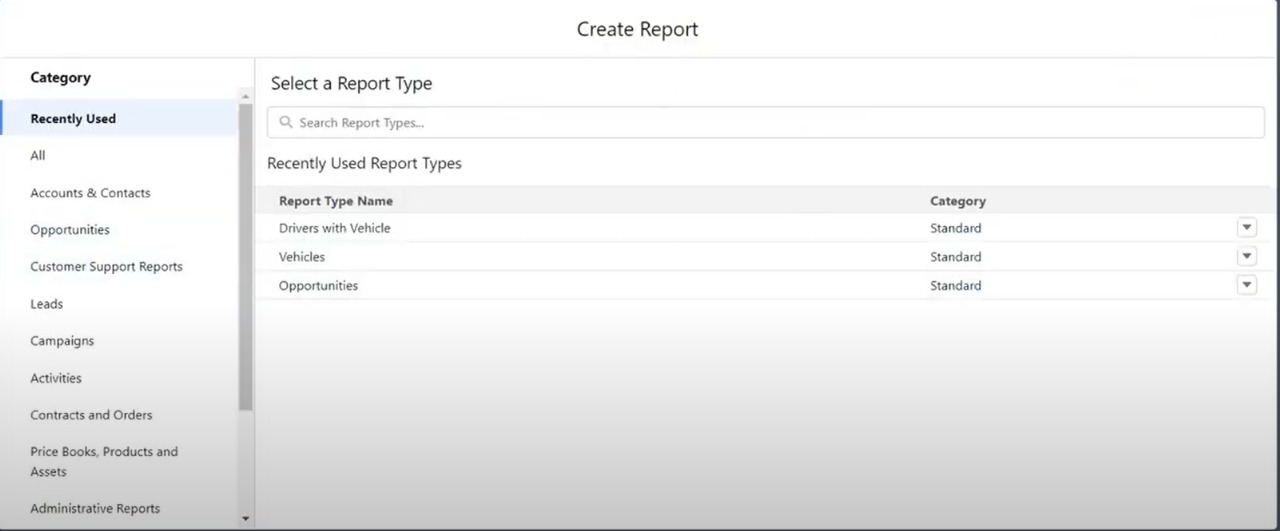 Create Report
Category
Recently Used
All
Accounts & Contacts
Opportunities
Customer Support Reports
Leads
Campaigns
Activities
Contracts and Orders
Price Books, Products and
Assets
Administrative Reports
Select a Report Type
Search Report Types...
Recently Used Report Types
Report Type Name Category
Drivers with Vehicle Standard
Vehicles Standard
Opportunities Standard